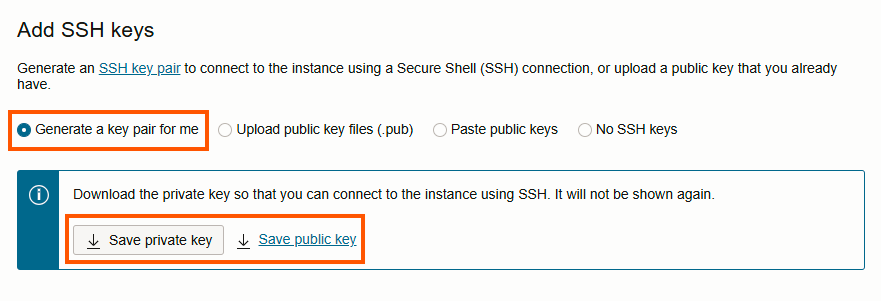 Add SSH keys
Generate an SSH key pair to connect to the instance using a Secure Shell (SSH) connection, or upload a public key that you already
have.
Generate a key pair for me Upload public key files (.pub) Paste public keys No SSH keys
Download the private key so that you can connect to the instance using SSH. It will not be shown again.
Save private key Save public key